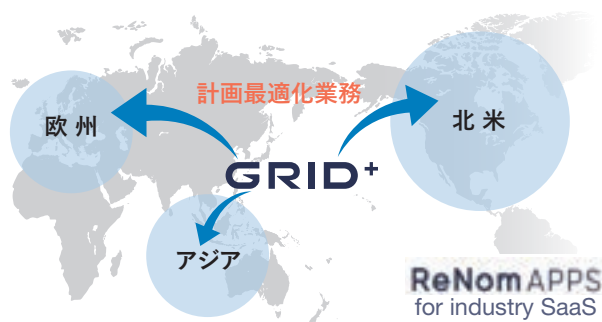 計画最適化業務
欧州
北米
GRID+
アジア
ReNom APPS
for industry SaaS